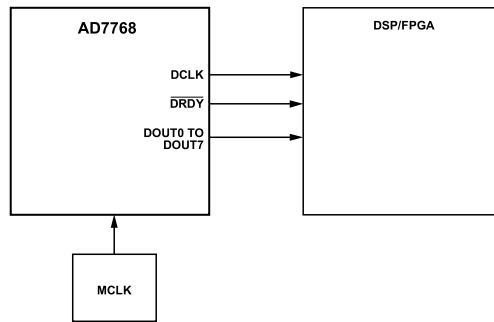 AD7768
DSP/FPGA
DCLK
DRDY
DOUT0 TO
DOUT7
MCLK